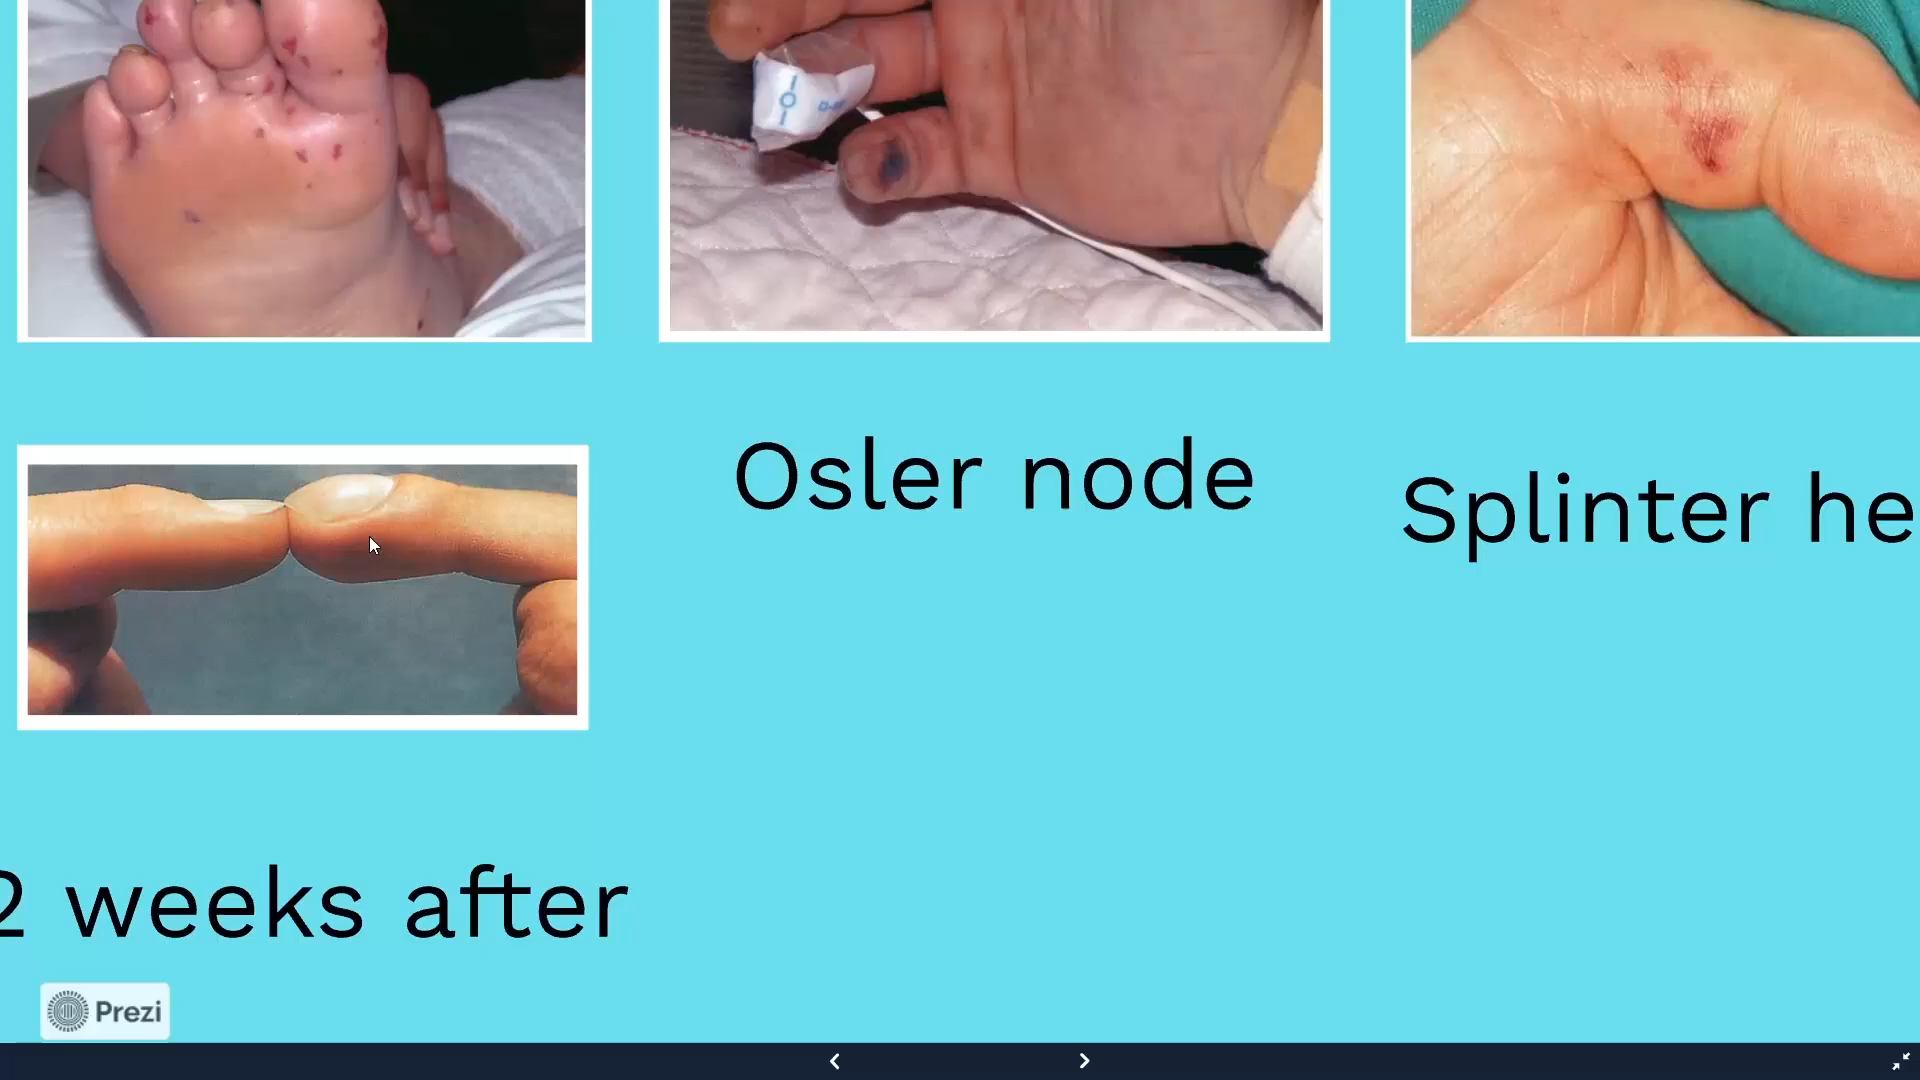 Osler node
Splinter he
2 weeks after
Prezi